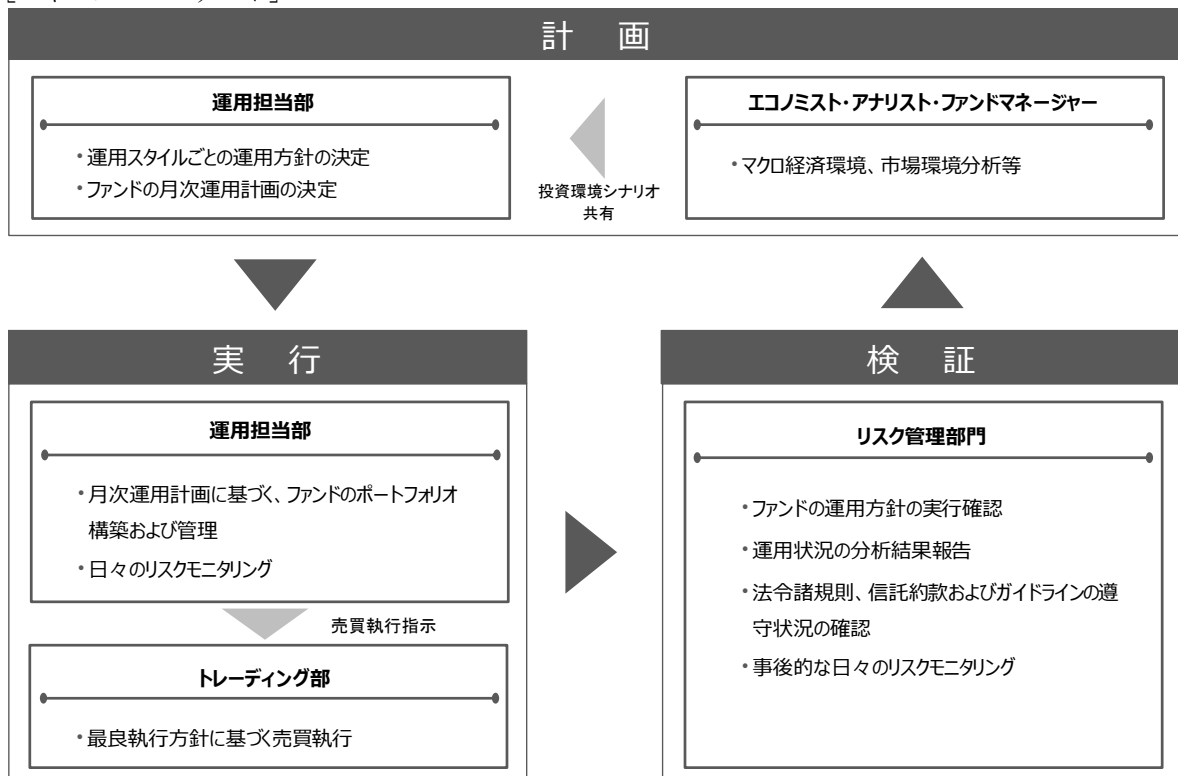 計 画
運用担当部
・運用スタイルごとの運用方針の決定
・ファンドの月次運用計画の決定
投資環境シナリオ
共有
エコノミスト・アナリスト・ファンドマネージャー
・マクロ経済環境、市場環境分析等
実 行
運用担当部
・月次運用計画に基づく、ファンドのポートフォリオ
構築および管理
・日々のリスクモニタリング
売買執行指示
トレーディング部
・最良執行方針に基づく売買執行
検 証
リスク管理部門
・ファンドの運用方針の実行確認
・運用状況の分析結果報告
・法令諸規則、信託約款およびガイドラインの遵
守状況の確認
・事後的な日々のリスクモニタリング